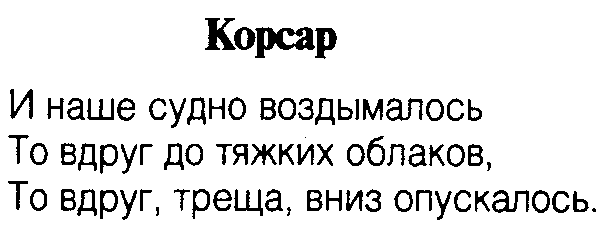 Корсар
И наше судно воздымалось
То вдруг до тяжких облаков,
То вдруг, треща, вниз опускалось.